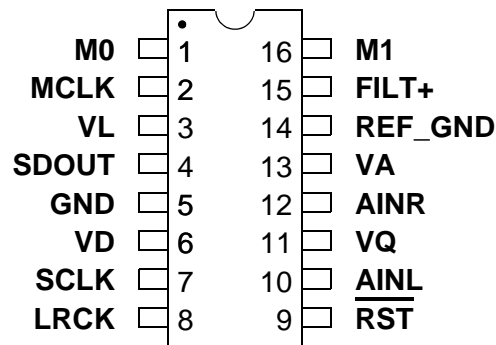 M0 1 16 M1
MCLK 2 15 FILT+
VL 3 14 REF_GND
SDOUT 4 13 VA
GND 5 12 AINR
VD 6 11 VQ
SCLK 7 10 AINL
LRCK 8 9 R̅S̅T̅